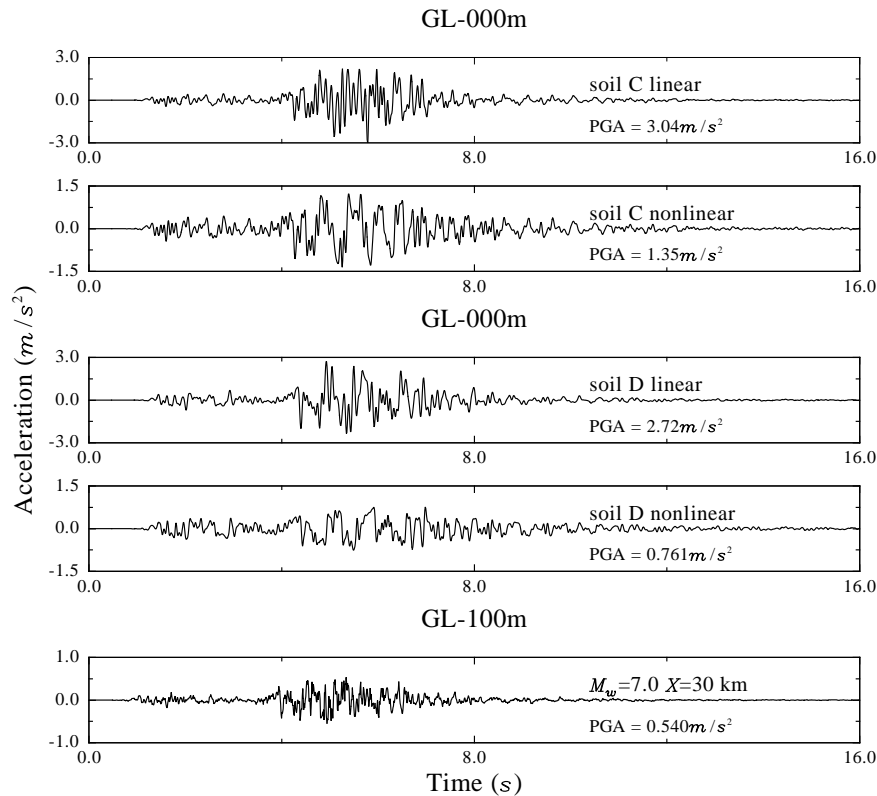 GL-000m
3.0
0.0
-3.0
soil C linear
PGA = 3.04m/s²
0.0 8.0 16.0
1.5
0.0
-1.5
soil C nonlinear
PGA = 1.35m/s²
0.0 8.0 16.0
GL-000m
3.0
0.0
-3.0
soil D linear
PGA = 2.72m/s²
0.0 8.0 16.0
1.5
0.0
-1.5
soil D nonlinear
PGA = 0.761m/s²
0.0 8.0 16.0
GL-100m
1.0
0.0
-1.0
Mw=7.0 X=30 km
PGA = 0.540m/s²
0.0 8.0 16.0
Time (s)
Acceleration (m/s²)